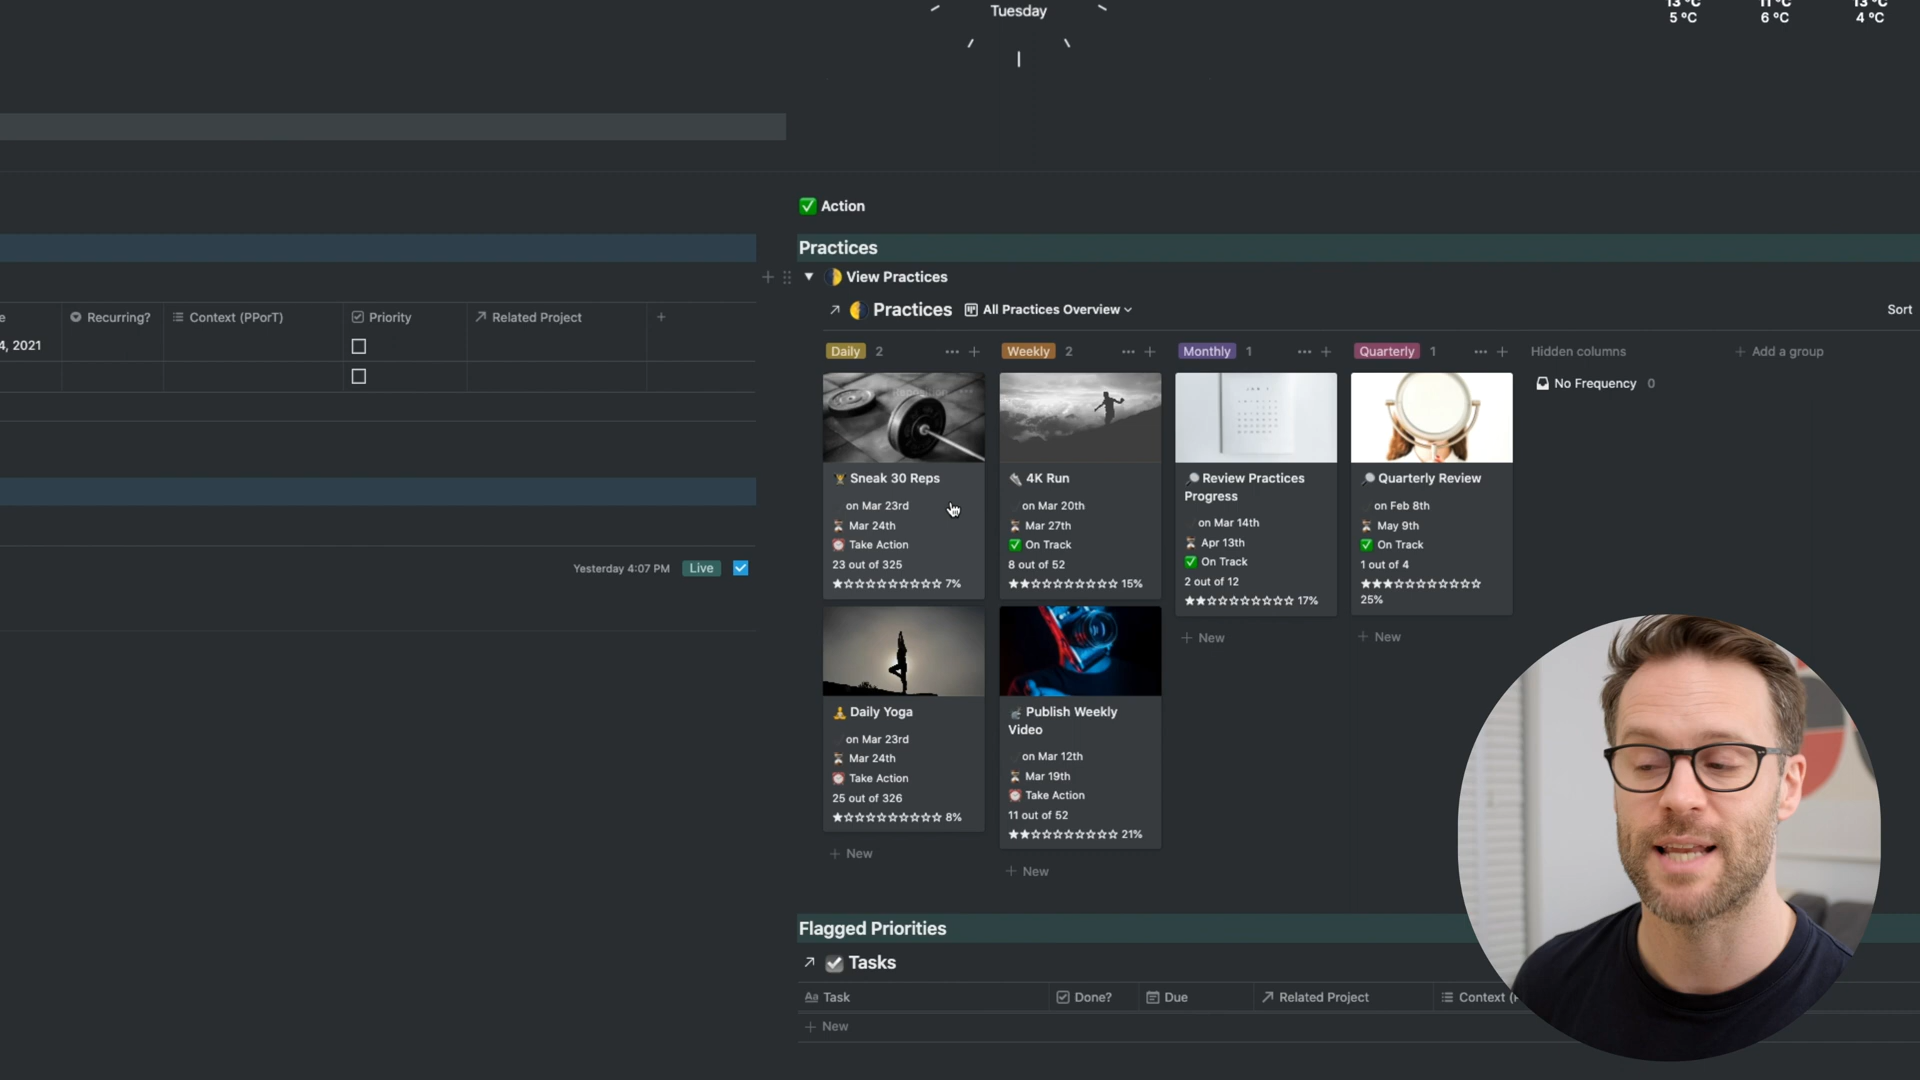 Tuesday
5 °C
6 °C
4 °C
Action
Practices
View Practices
Practices
All Practices Overview
Sort
Recurring?
Context (PPorT)
Priority
Related Project
4, 2021
Daily 2
Weekly 2
Monthly 1
Quarterly 1
Hidden columns
Add a group
No Frequency 0
Sneak 30 Reps
on Mar 23rd
Mar 24th
Take Action
23 out of 325
★☆☆☆☆☆☆☆☆☆ 7%
4K Run
on Mar 20th
Mar 27th
On Track
8 out of 52
★★☆☆☆☆☆☆☆☆ 15%
Review Practices
Progress
on Mar 14th
Apr 13th
On Track
2 out of 12
★★☆☆☆☆☆☆☆☆ 17%
New
Quarterly Review
on Feb 8th
May 9th
On Track
1 out of 4
★★★☆☆☆☆☆☆☆
25%
New
Yesterday 4:07 PM Live
Daily Yoga
on Mar 23rd
Mar 24th
Take Action
25 out of 326
★☆☆☆☆☆☆☆☆☆ 8%
New
Publish Weekly
Video
on Mar 12th
Mar 19th
Take Action
11 out of 52
★★☆☆☆☆☆☆☆☆ 21%
New
Flagged Priorities
Tasks
Aa Task
Done?
Due
Related Project
Context (
New